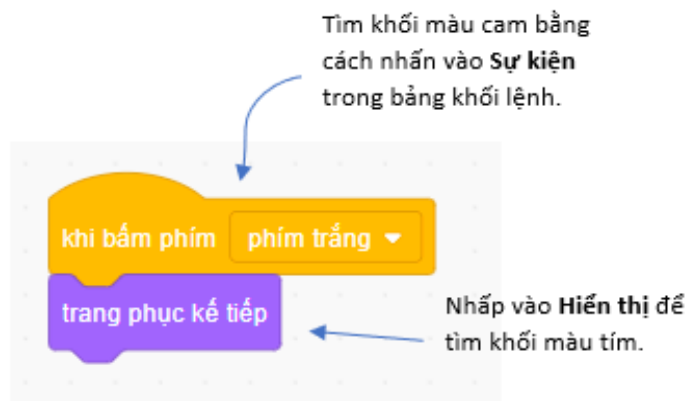 Tìm khối màu cam bằng
cách nhấn vào Sự kiện
trong bảng khối lệnh.
khi bấm phím phím trắng
trang phục kế tiếp
Nhấp vào Hiển thị để
tìm khối màu tím.